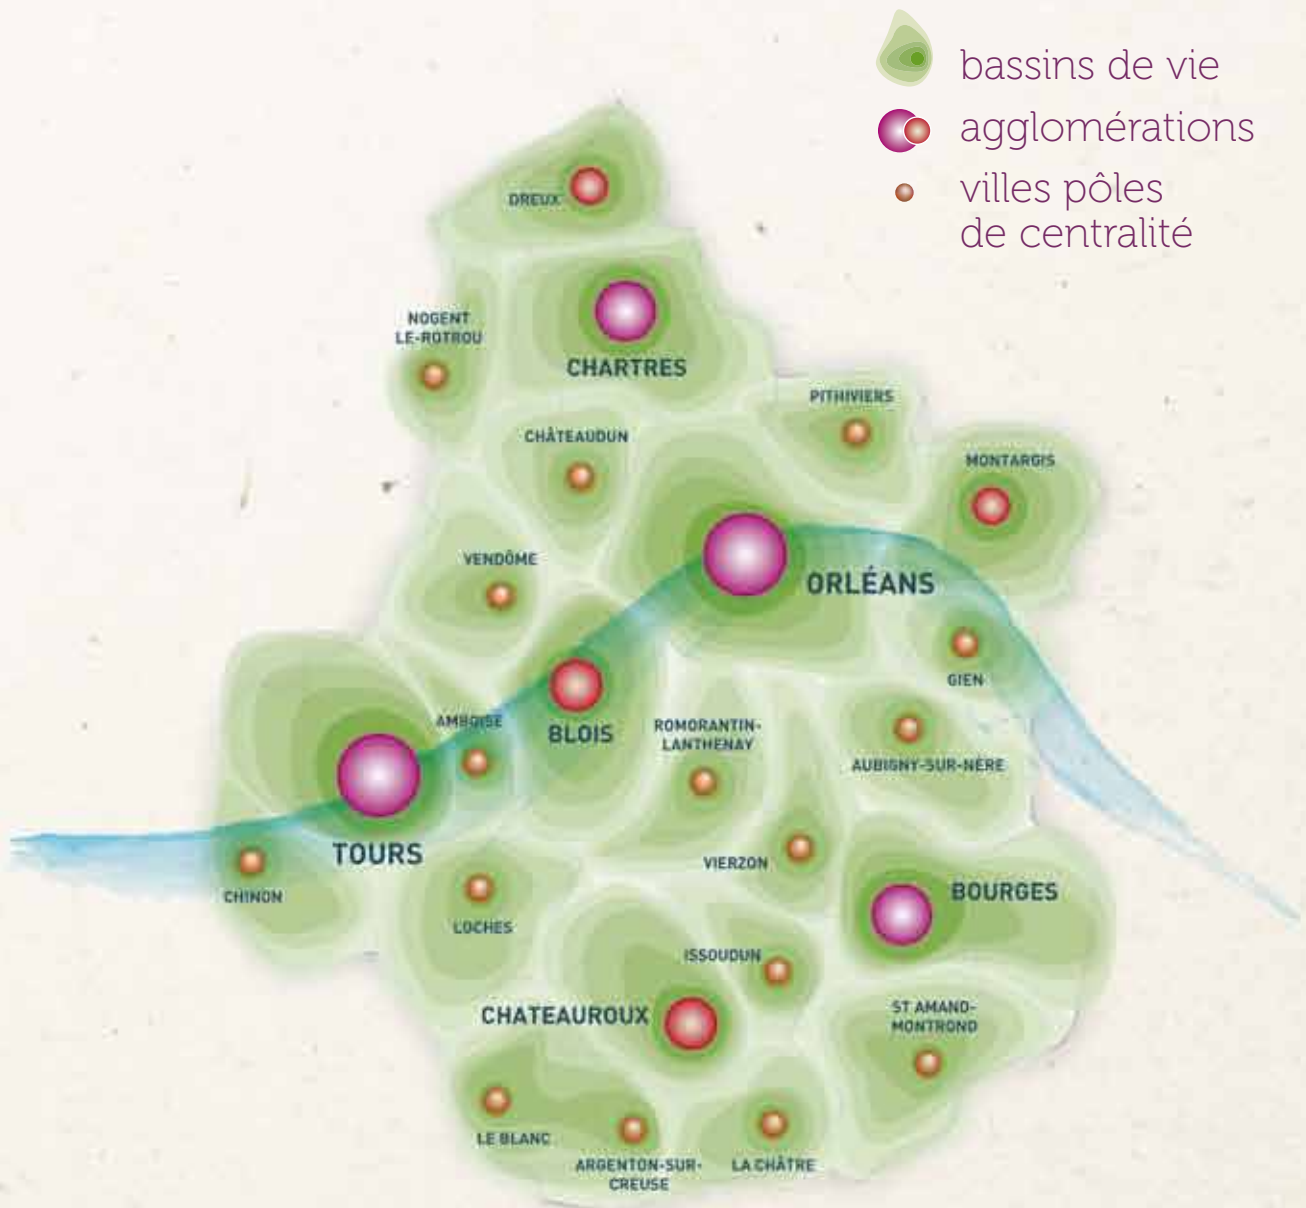 bassins de vie
agglomérations
villes pôles
de centralité
DREUX
NOGENT
LE-ROTROU
CHARTRES
PITHIVIERS
CHÂTEAUDUN
MONTARGIS
VENDÔME
ORLÉANS
GIEN
AMBOISE
BLOIS
ROMORANTIN-
LANTHENAY
AUBIGNY-SUR-NÈRE
TOURS
VIERZON
CHINON
BOURGES
LOCHES
ISSOUDUN
CHATEAUROUX
ST AMAND-
MONTROND
LE BLANC
ARGENTON-SUR-
CREUSE
LA CHÂTRE